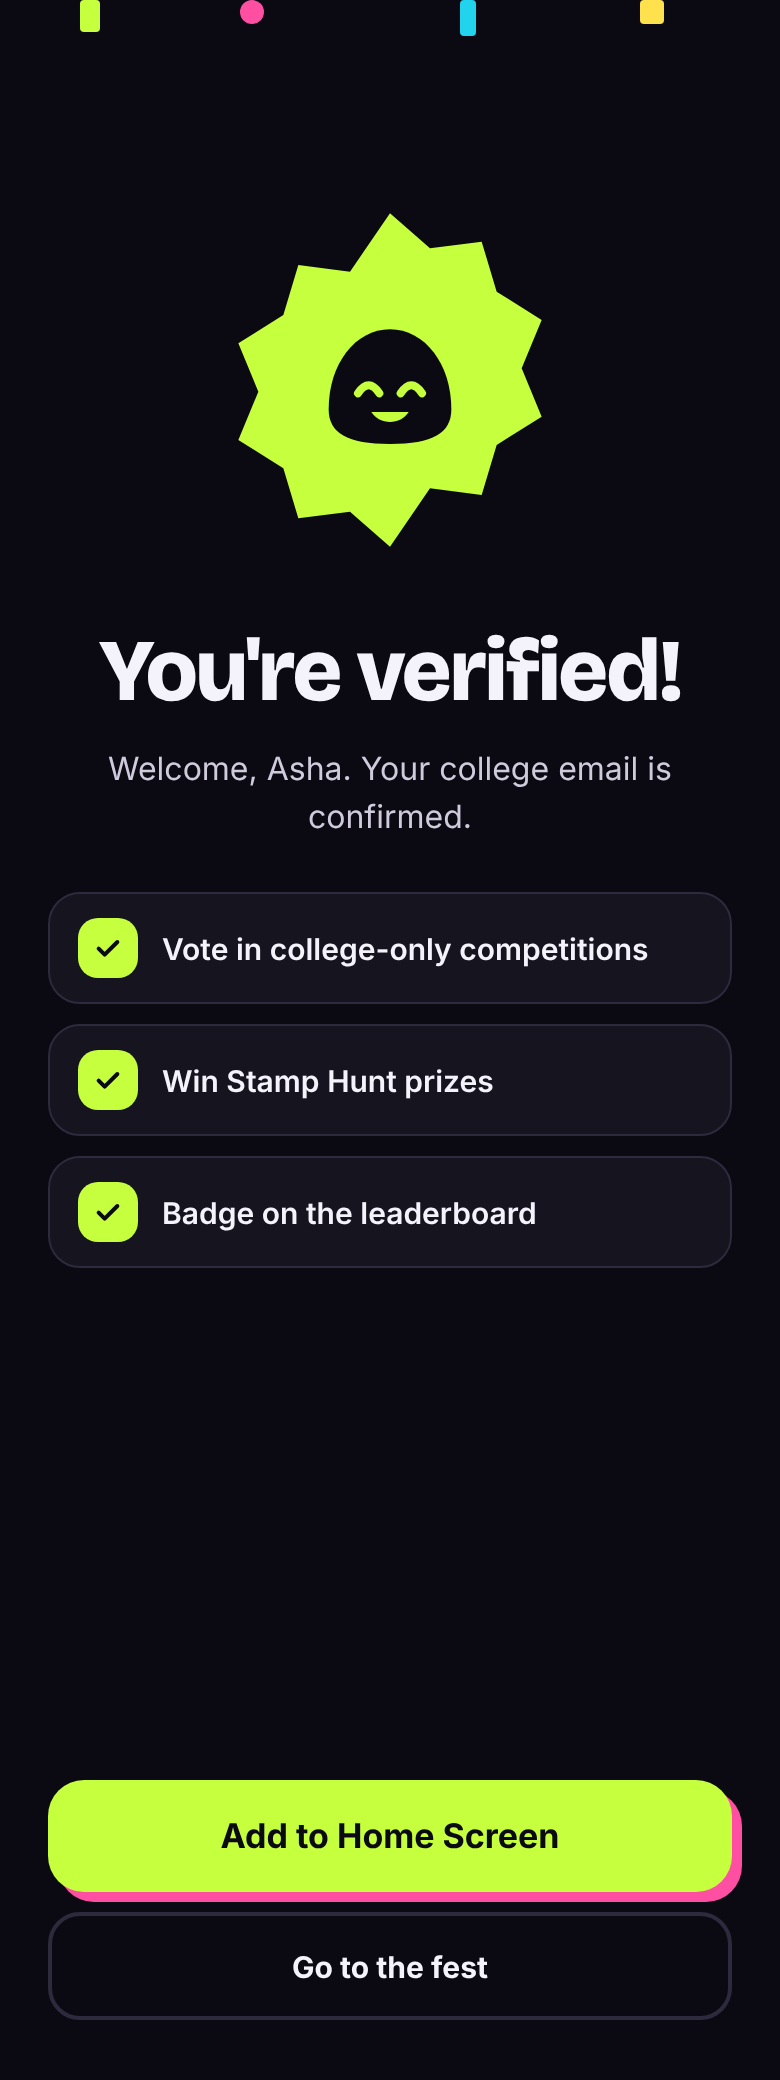 You're verified!
Welcome, Asha. Your college email is
confirmed.
Vote in college-only competitions
Win Stamp Hunt prizes
Badge on the leaderboard
Add to Home Screen
Go to the fest